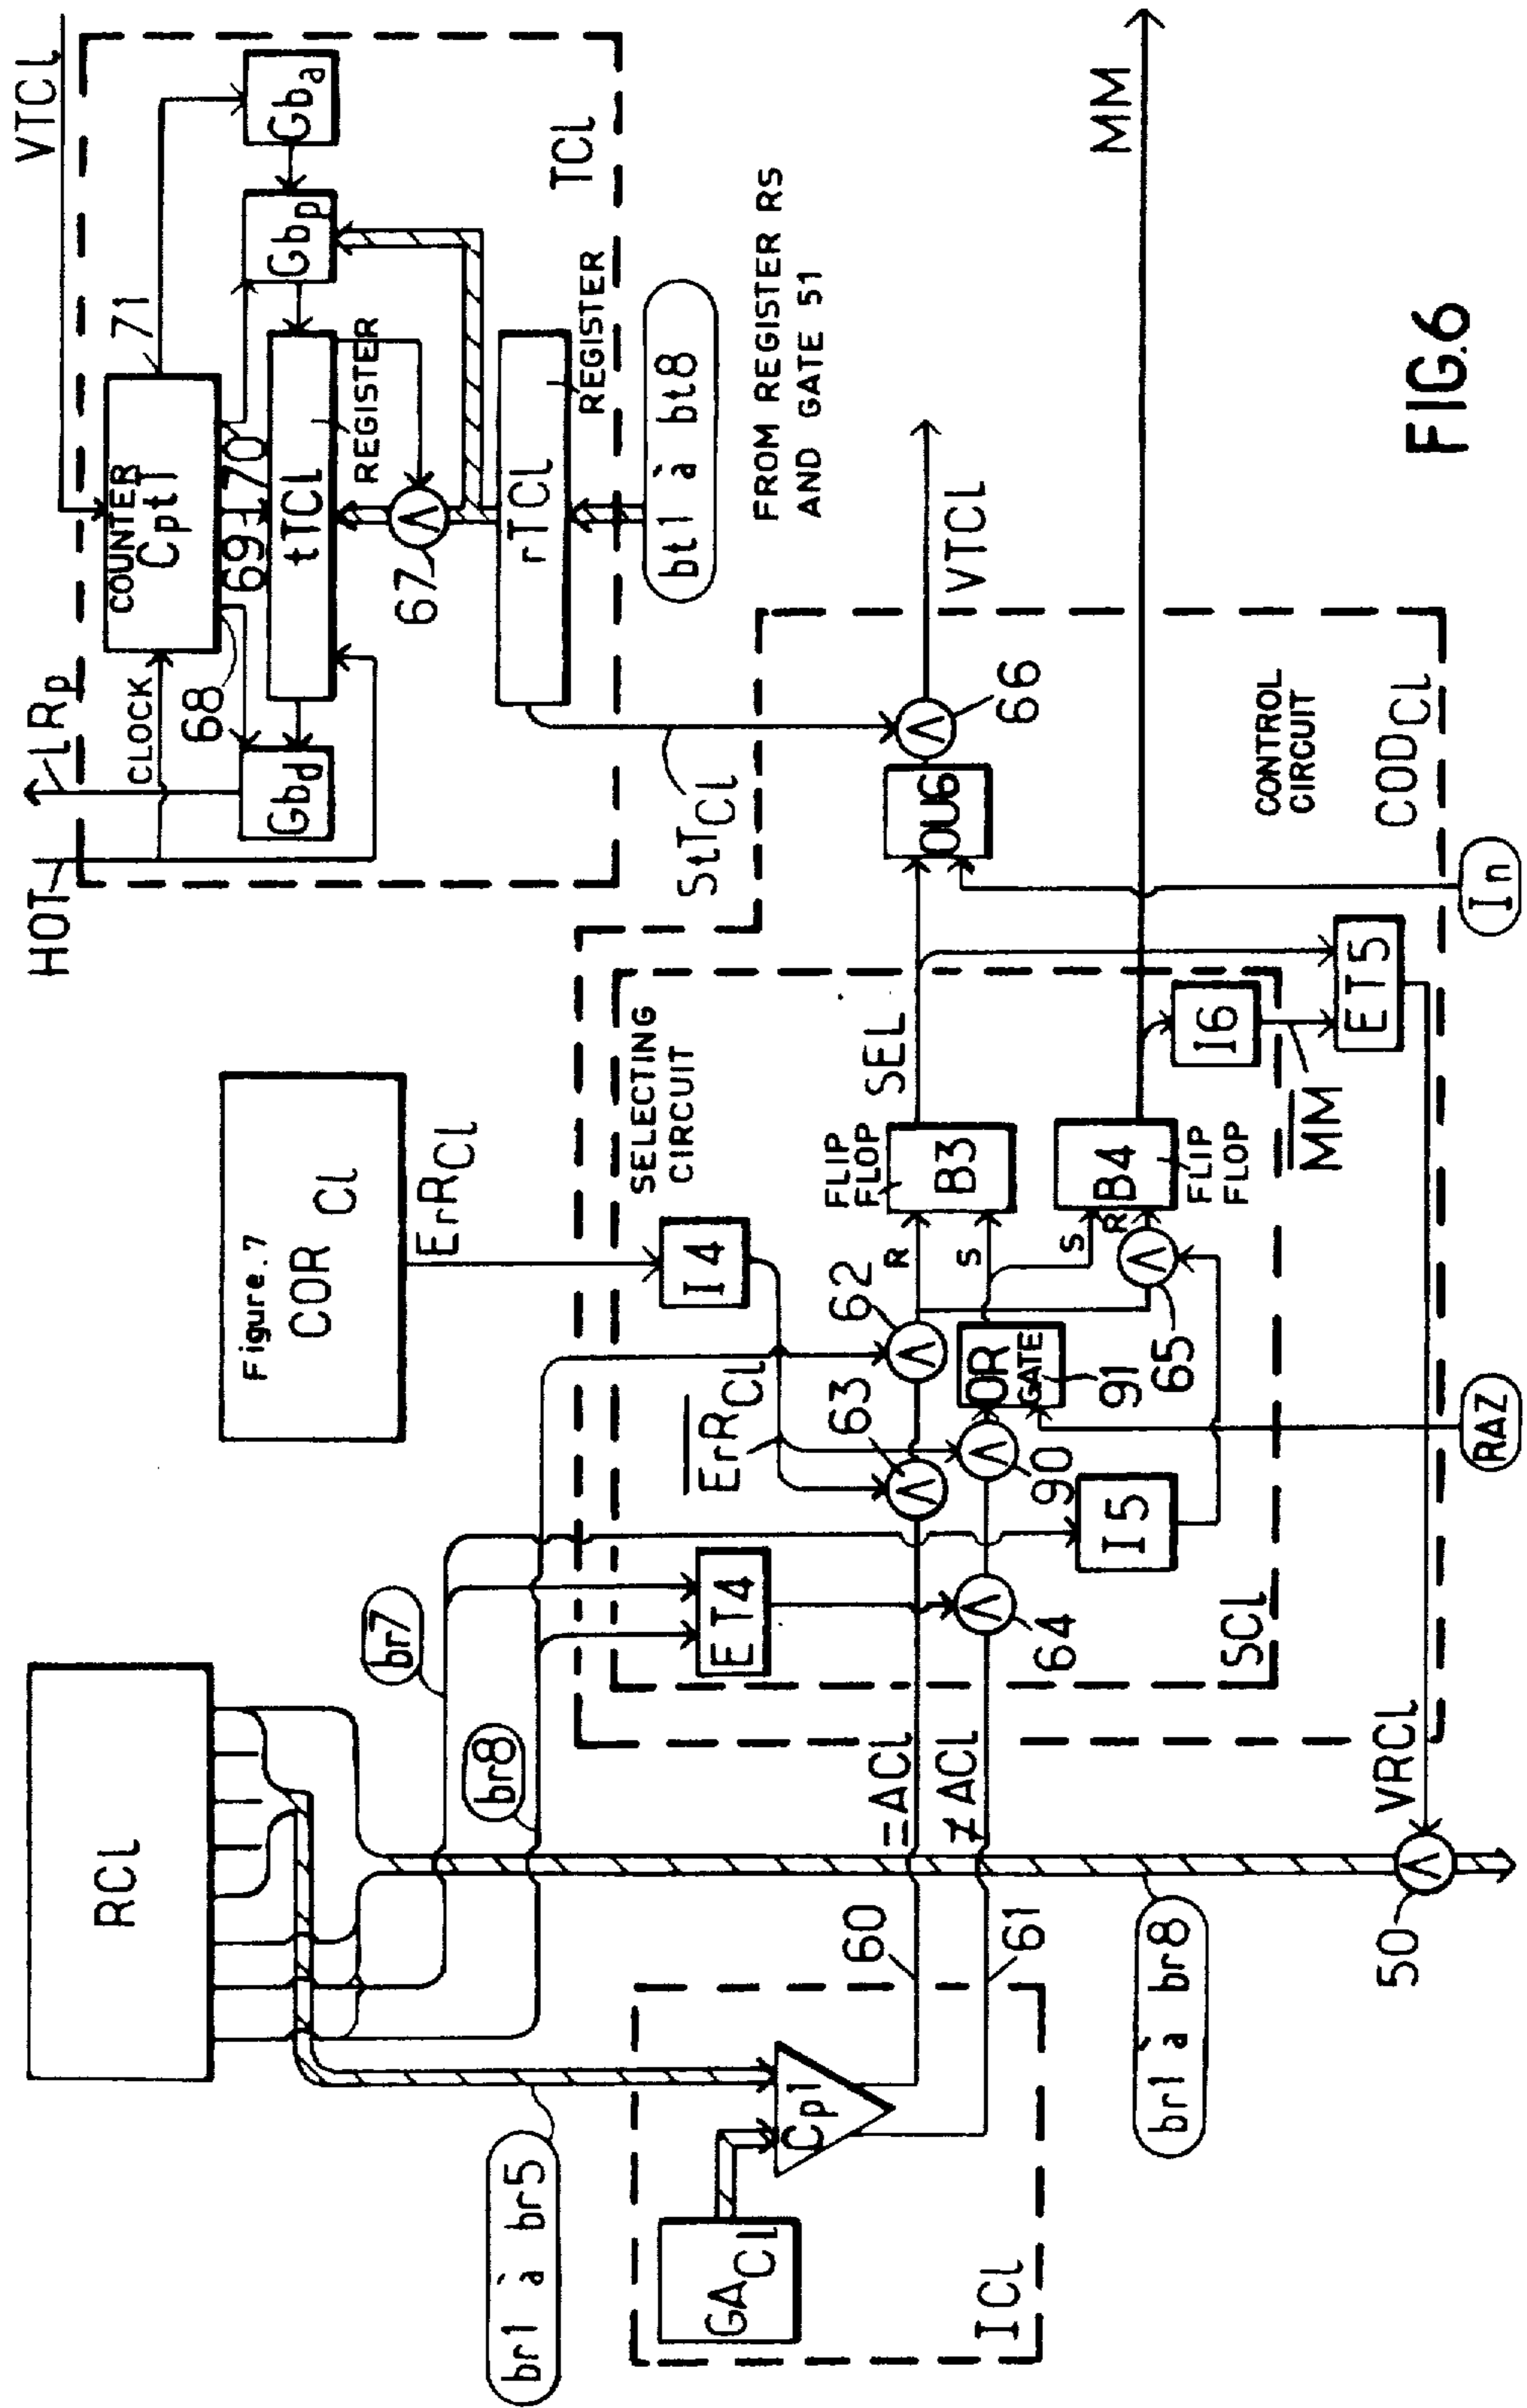 VTCL
HOT
LRp
CLOCK
COUNTER
Cpt1
71
68
69
70
Gbd
tTCL
REGISTER
Gbp
Gba
67
TCL
rTCL
REGISTER
bt1 à bt8
FROM REGISTER RS
AND GATE 51
StTCL
Figure.7
COR CL
ErRCL
RCL
br7
br8
br1 à br5
SELECTING
CIRCUIT
I4
ErRCL
ET4
63
62
R
FLIP
FLOP
B3
SEL
OU6
66
VTCL
=ACL
≠ACL
60
61
64
90
OR
GATE
91
S
S
R
B4
FLIP
FLOP
65
I5
I6
MM
MM
ET5
SCL
CONTROL
CIRCUIT
CODCL
In
RAZ
VRCL
50
br1 à br8
GACL
Cp1
ICL
FIG.6